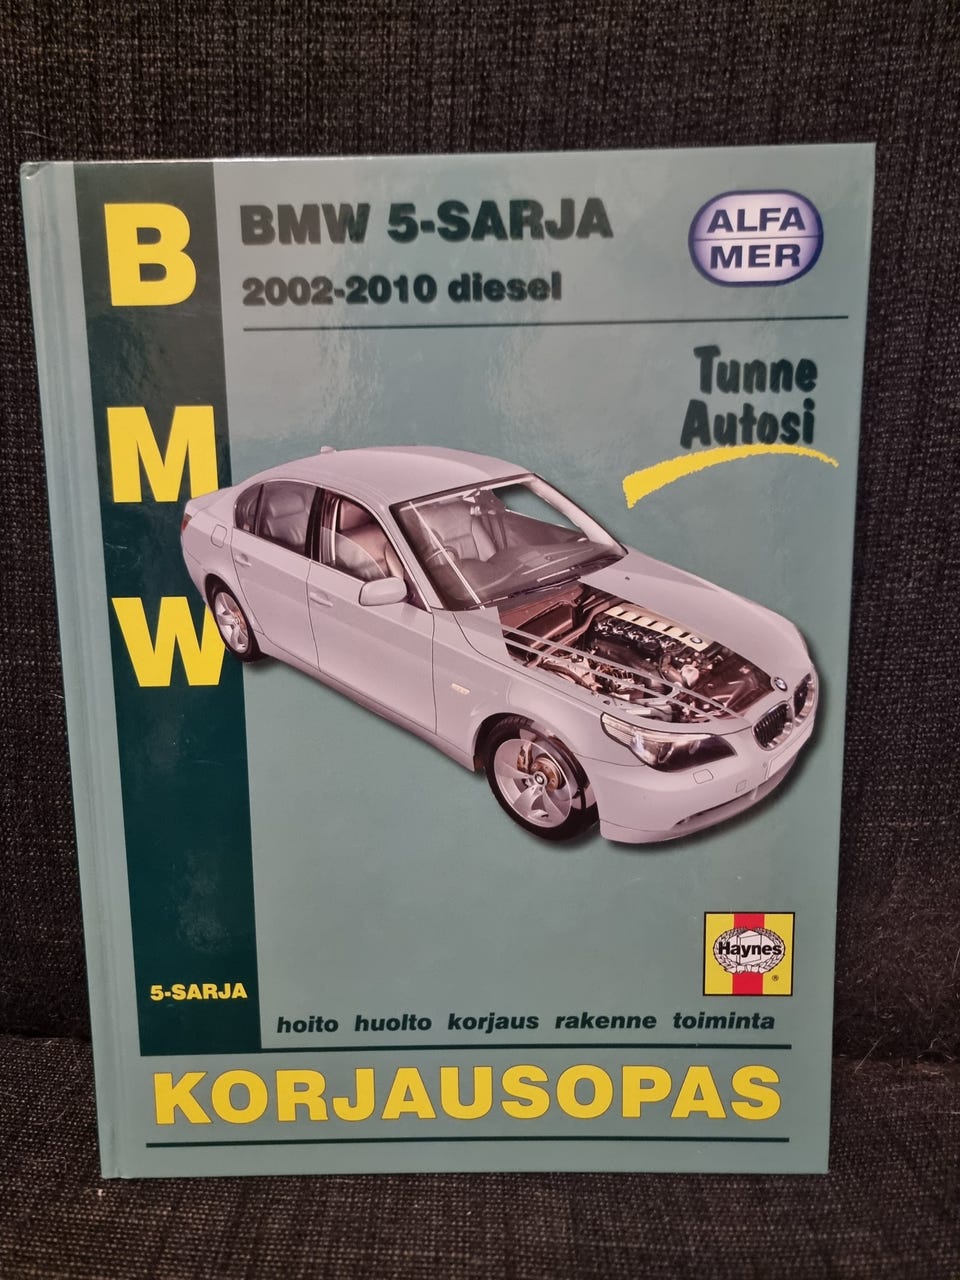 BMW
BMW 5-SARJA
2002-2010 diesel
ALFA
MER
Tunne
Autosi
Haynes
®
5-SARJA
hoito huolto korjaus rakenne toiminta
KORJAUSOPAS